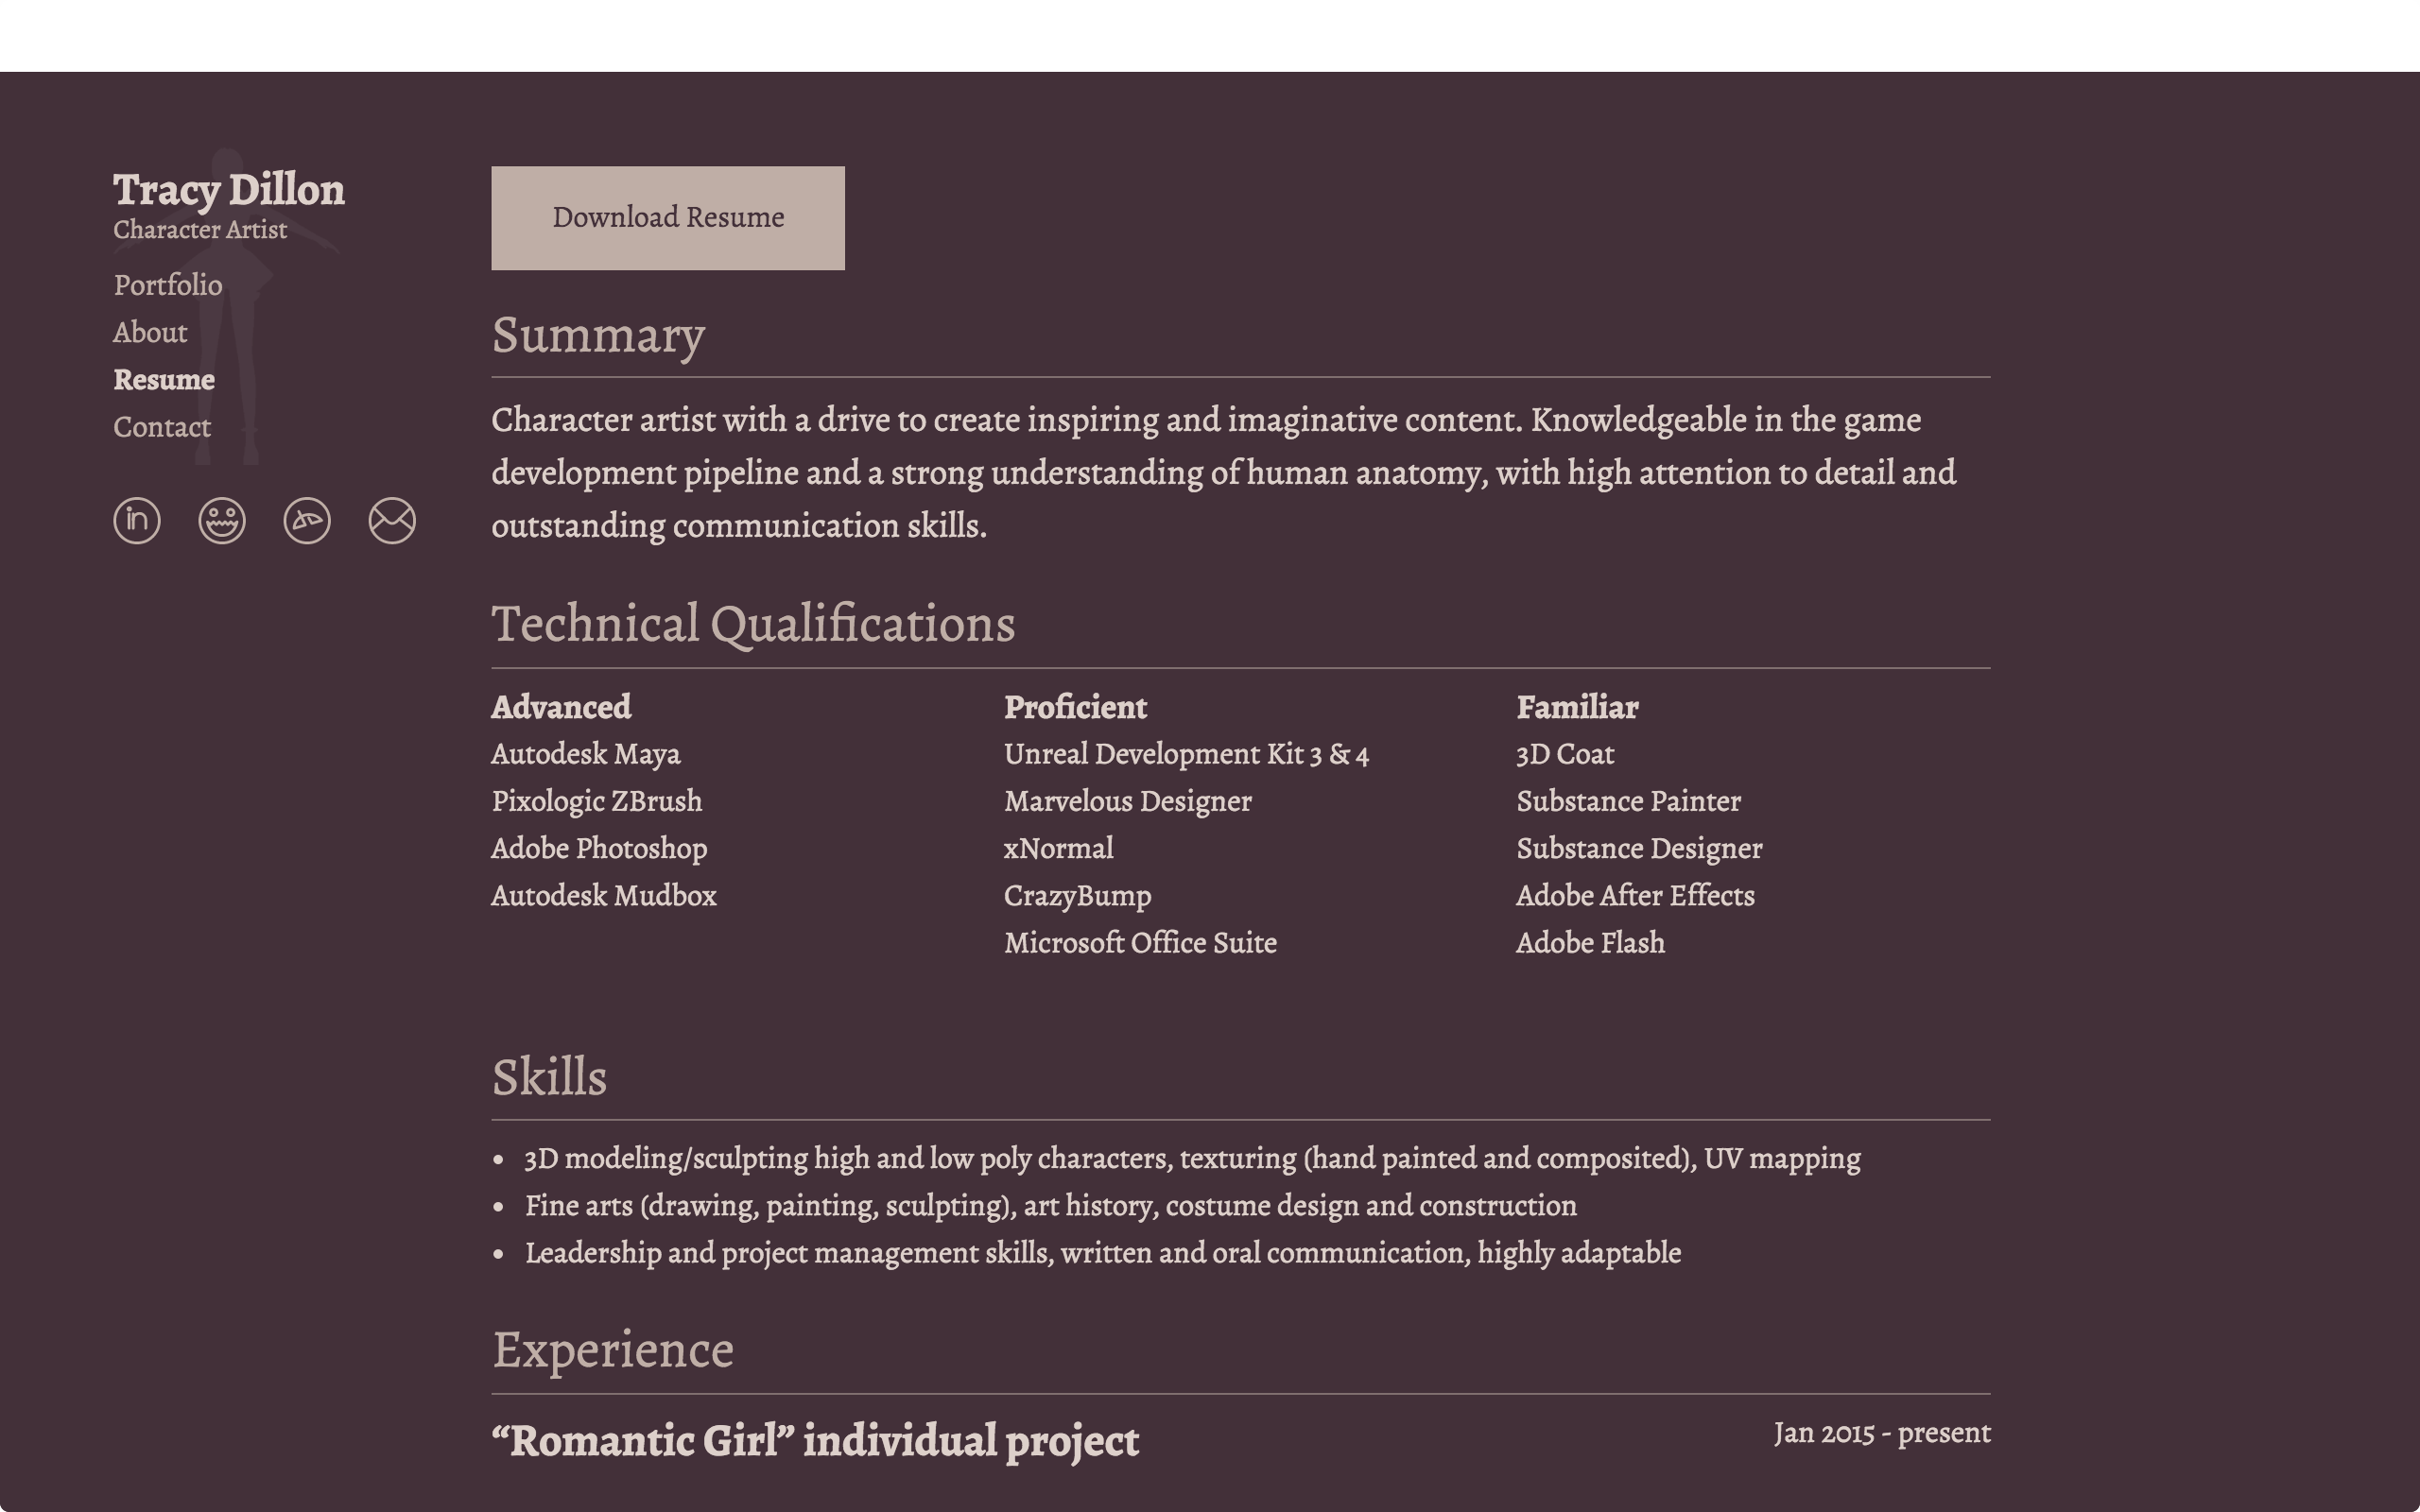 Tracy Dillon
Character Artist
Portfolio
About
Resume
Contact
in
Download Resume
Summary
Character artist with a drive to create inspiring and imaginative content. Knowledgeable in the game
development pipeline and a strong understanding of human anatomy, with high attention to detail and
outstanding communication skills.
Technical Qualifications
Advanced
Autodesk Maya
Pixologic ZBrush
Adobe Photoshop
Autodesk Mudbox
Proficient
Unreal Development Kit 3 & 4
Marvelous Designer
xNormal
CrazyBump
Microsoft Office Suite
Familiar
3D Coat
Substance Painter
Substance Designer
Adobe After Effects
Adobe Flash
Skills
• 3D modeling/sculpting high and low poly characters, texturing (hand painted and composited), UV mapping
• Fine arts (drawing, painting, sculpting), art history, costume design and construction
• Leadership and project management skills, written and oral communication, highly adaptable
Experience
“Romantic Girl” individual project
Jan 2015 - present